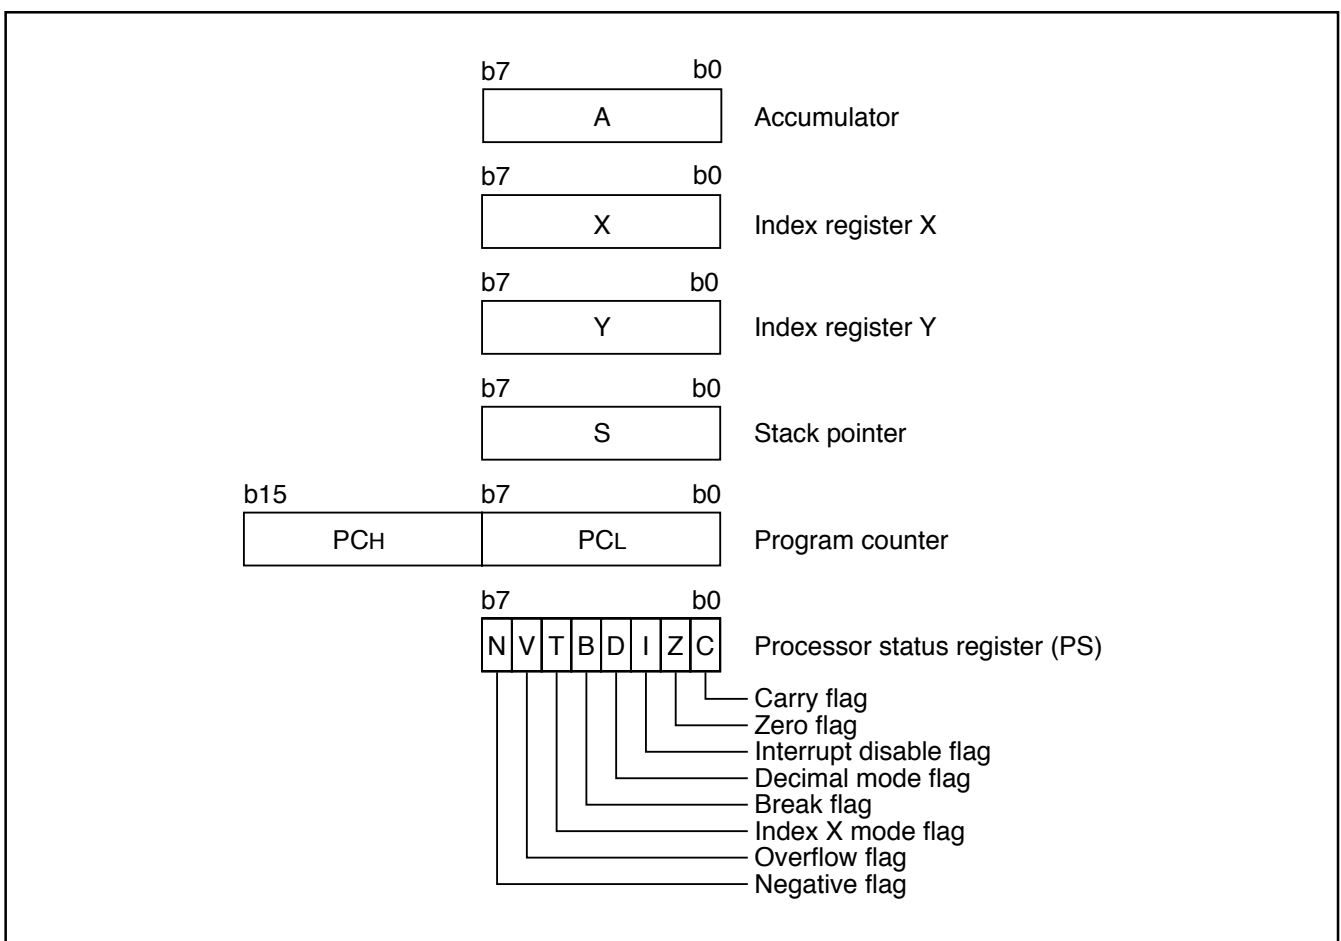 b7 b0
A Accumulator
b7 b0
X Index register X
b7 b0
Y Index register Y
b7 b0
S Stack pointer
b15 b7 b0
PCH PCL Program counter
b7 b0
N V T B D I Z C Processor status register (PS)
Carry flag
Zero flag
Interrupt disable flag
Decimal mode flag
Break flag
Index X mode flag
Overflow flag
Negative flag